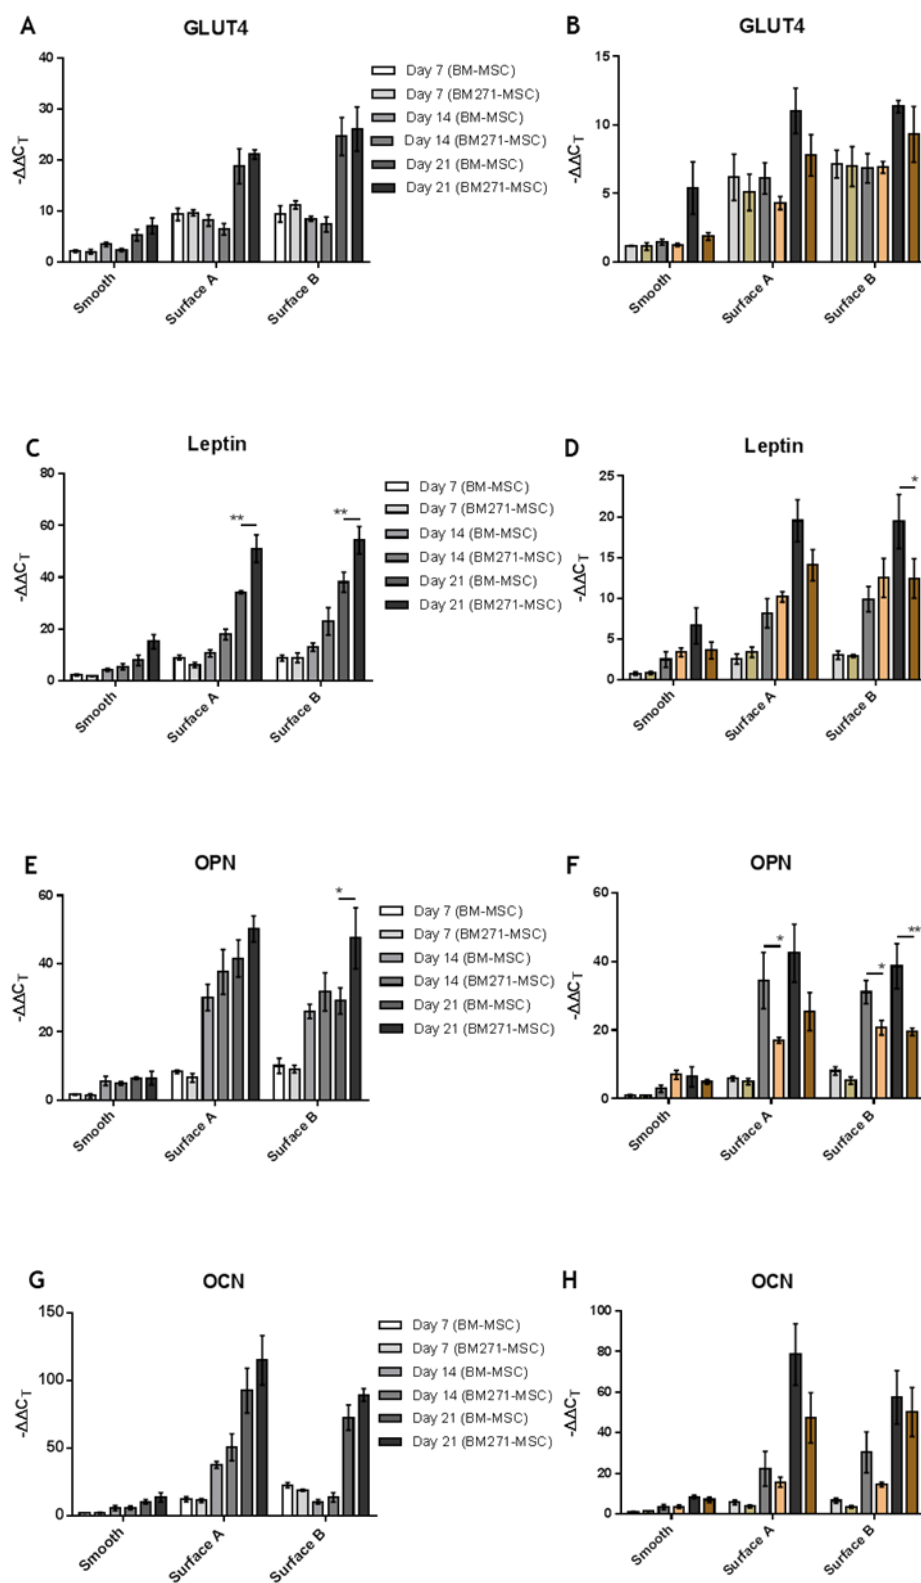 A
GLUT4
40
30
20
10
0
-ΔΔCT
Smooth
Surface A
Surface B
Day 7 (BM-MSC)
Day 7 (BM271-MSC)
Day 14 (BM-MSC)
Day 14 (BM271-MSC)
Day 21 (BM-MSC)
Day 21 (BM271-MSC)
B
GLUT4
15
10
5
0
-ΔΔCT
Smooth
Surface A
Surface B
C
Leptin
80
60
40
20
0
-ΔΔCT
**
**
Smooth
Surface A
Surface B
Day 7 (BM-MSC)
Day 7 (BM271-MSC)
Day 14 (BM-MSC)
Day 14 (BM271-MSC)
Day 21 (BM-MSC)
Day 21 (BM271-MSC)
D
Leptin
25
20
15
10
5
0
-ΔΔCT
*
Smooth
Surface A
Surface B
E
OPN
60
40
20
0
-ΔΔCT
*
Smooth
Surface A
Surface B
Day 7 (BM-MSC)
Day 7 (BM271-MSC)
Day 14 (BM-MSC)
Day 14 (BM271-MSC)
Day 21 (BM-MSC)
Day 21 (BM271-MSC)
F
OPN
60
40
20
0
-ΔΔCT
*
*
**
Smooth
Surface A
Surface B
G
OCN
150
100
50
0
-ΔΔCT
Smooth
Surface A
Surface B
Day 7 (BM-MSC)
Day 7 (BM271-MSC)
Day 14 (BM-MSC)
Day 14 (BM271-MSC)
Day 21 (BM-MSC)
Day 21 (BM271-MSC)
H
OCN
100
80
60
40
20
0
-ΔΔCT
Smooth
Surface A
Surface B